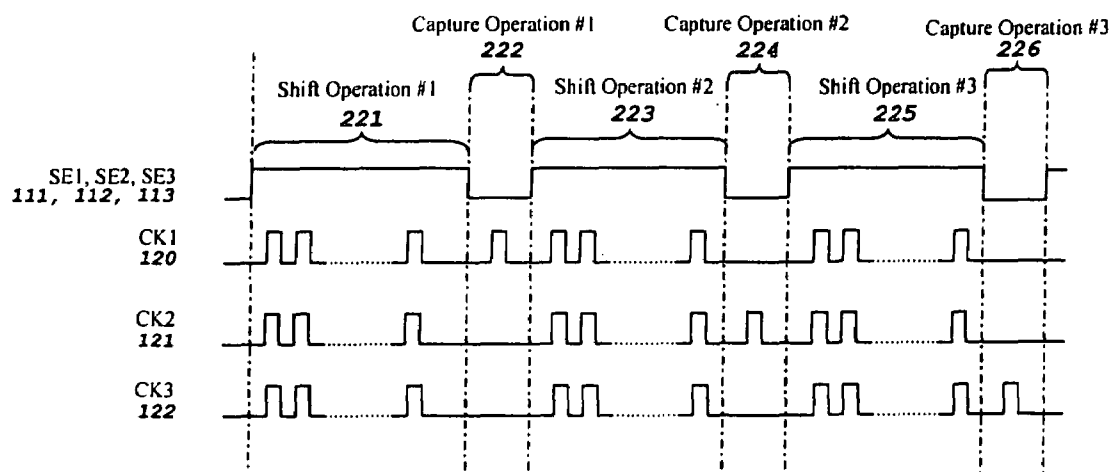 Capture Operation #1
222
Capture Operation #2
224
Capture Operation #3
226
Shift Operation #1
221
Shift Operation #2
223
Shift Operation #3
225
SE1, SE2, SE3
111, 112, 113
CK1
120
CK2
121
CK3
122